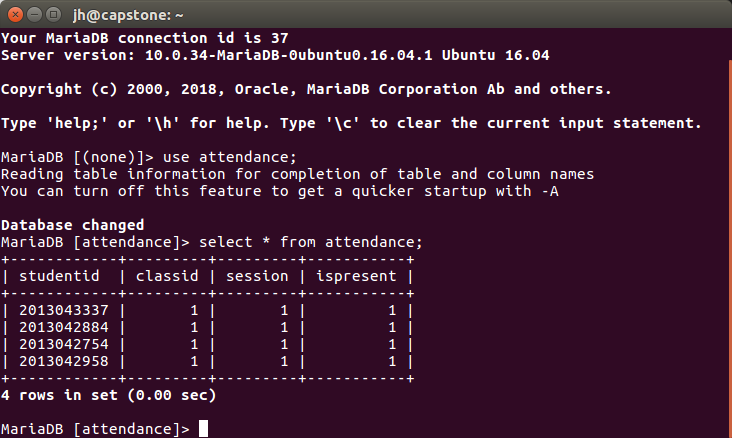 jh@capstone: ~
Your MariaDB connection id is 37
Server version: 10.0.34-MariaDB-0ubuntu0.16.04.1 Ubuntu 16.04

Copyright (c) 2000, 2018, Oracle, MariaDB Corporation Ab and others.

Type 'help;' or '\h' for help. Type '\c' to clear the current input statement.

MariaDB [(none)]> use attendance;
Reading table information for completion of table and column names
You can turn off this feature to get a quicker startup with -A

Database changed
MariaDB [attendance]> select * from attendance;
+------------+---------+---------+-----------+
| studentid  | classid | session | ispresent |
+------------+---------+---------+-----------+
| 2013043337 |       1 |       1 |         1 |
| 2013042884 |       1 |       1 |         1 |
| 2013042754 |       1 |       1 |         1 |
| 2013042958 |       1 |       1 |         1 |
+------------+---------+---------+-----------+
4 rows in set (0.00 sec)

MariaDB [attendance]>